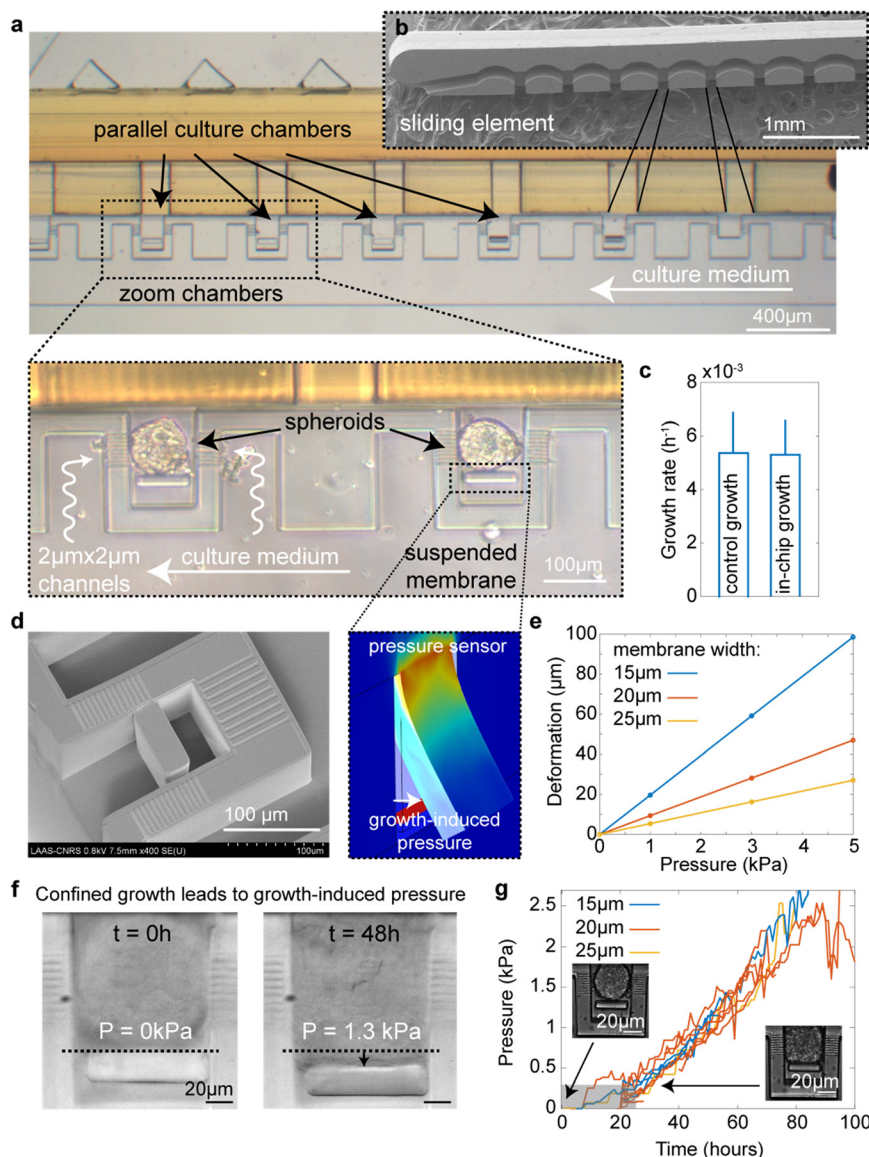 a
parallel culture chambers
zoom chambers
culture medium
400µm
b
sliding element
1mm
spheroids
2µmx2µm
channels
culture medium
suspended
membrane
100µm
c
x10⁻³
8
6
4
2
0
Growth rate (h⁻¹)
control growth
in-chip growth
d
100 µm
LAAS-CNRS 0.8kV 7.5mm x400 SE(U)
100um
pressure sensor
growth-induced
pressure
e
membrane width:
15µm
20µm
25µm
100
80
60
40
20
0
Deformation (µm)
0 1 2 3 4 5
Pressure (kPa)
f
Confined growth leads to growth-induced pressure
t = 0h
P = 0kPa
20µm
t = 48h
P = 1.3 kPa
g
15µm
20µm
25µm
2.5
2
1.5
1
0.5
0
Pressure (kPa)
20µm
20µm
0 20 40 60 80 100
Time (hours)